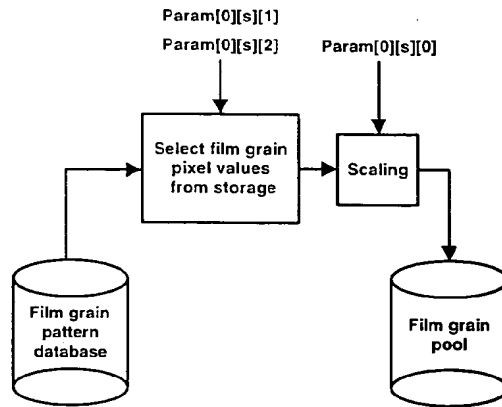 Param[0][s][1]
Param[0][s][2]
Param[0][s][0]
Select film grain
pixel values
from storage
Scaling
Film grain
pattern
database
Film grain
pool